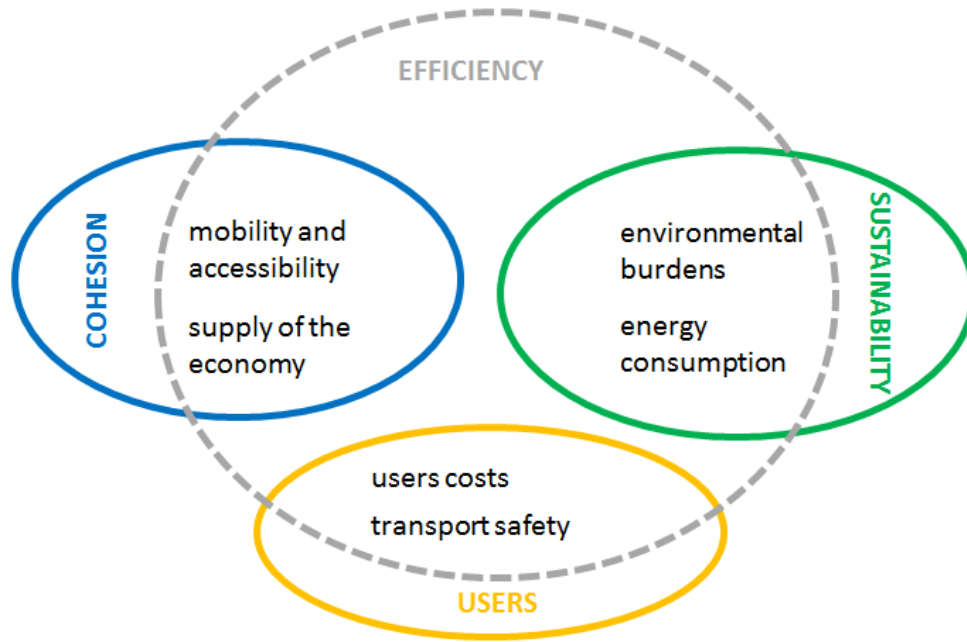 EFFICIENCY
COHESION
mobility and
accessibility
supply of the
economy
environmental
burdens
energy
consumption
SUSTAINABILITY
users costs
transport safety
USERS